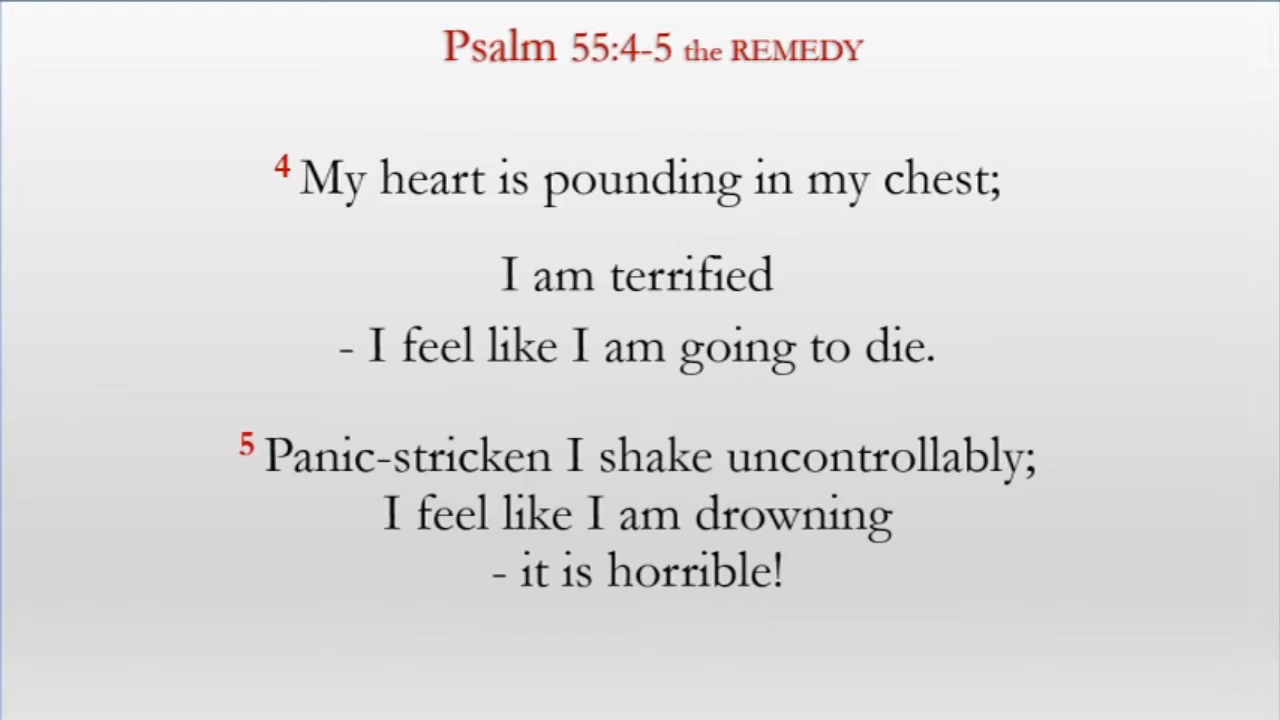 Psalm 55:4-5 the REMEDY
4 My heart is pounding in my chest;
I am terrified
- I feel like I am going to die.
5 Panic-stricken I shake uncontrollably;
I feel like I am drowning
- it is horrible!